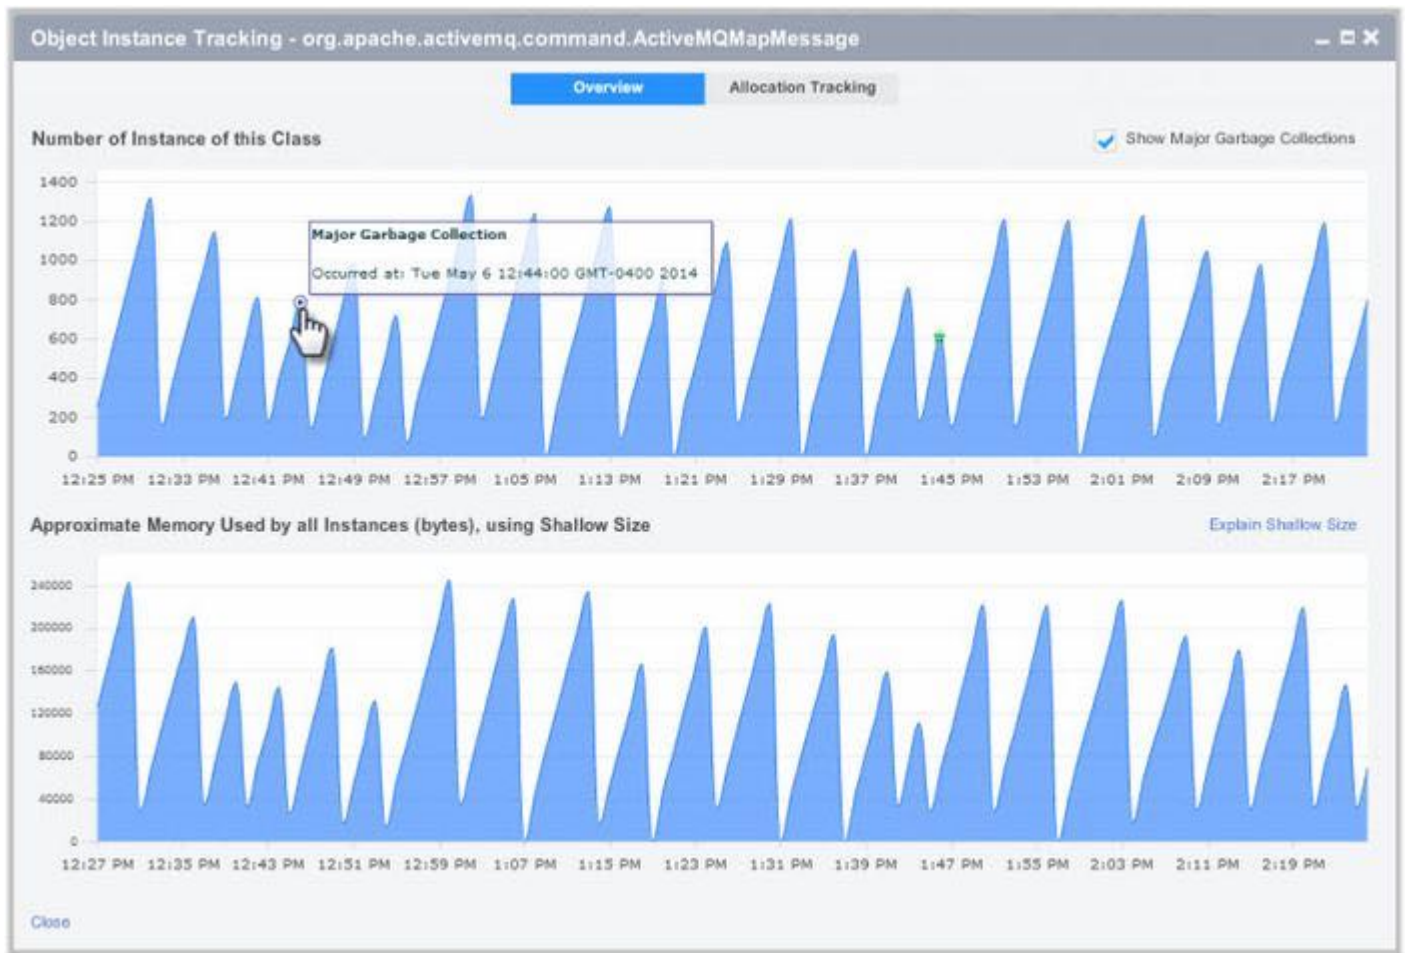 Object Instance Tracking - org.apache.activemq.command.ActiveMQMapMessage
Overview Allocation Tracking
Number of Instance of this Class Show Major Garbage Collections
1400
1200
1000
800
600
400
200
0
Major Garbage Collection
Occurred at: Tue May 6 12:44:00 GMT-0400 2014
12:25 PM 12:33 PM 12:41 PM 12:49 PM 12:57 PM 1:05 PM 1:13 PM 1:21 PM 1:29 PM 1:37 PM 1:45 PM 1:53 PM 2:01 PM 2:09 PM 2:17 PM
Approximate Memory Used by all Instances (bytes), using Shallow Size Explain Shallow Size
240000
200000
160000
120000
80000
40000
0
12:27 PM 12:35 PM 12:43 PM 12:51 PM 12:59 PM 1:07 PM 1:15 PM 1:23 PM 1:31 PM 1:39 PM 1:47 PM 1:55 PM 2:03 PM 2:11 PM 2:19 PM
Close